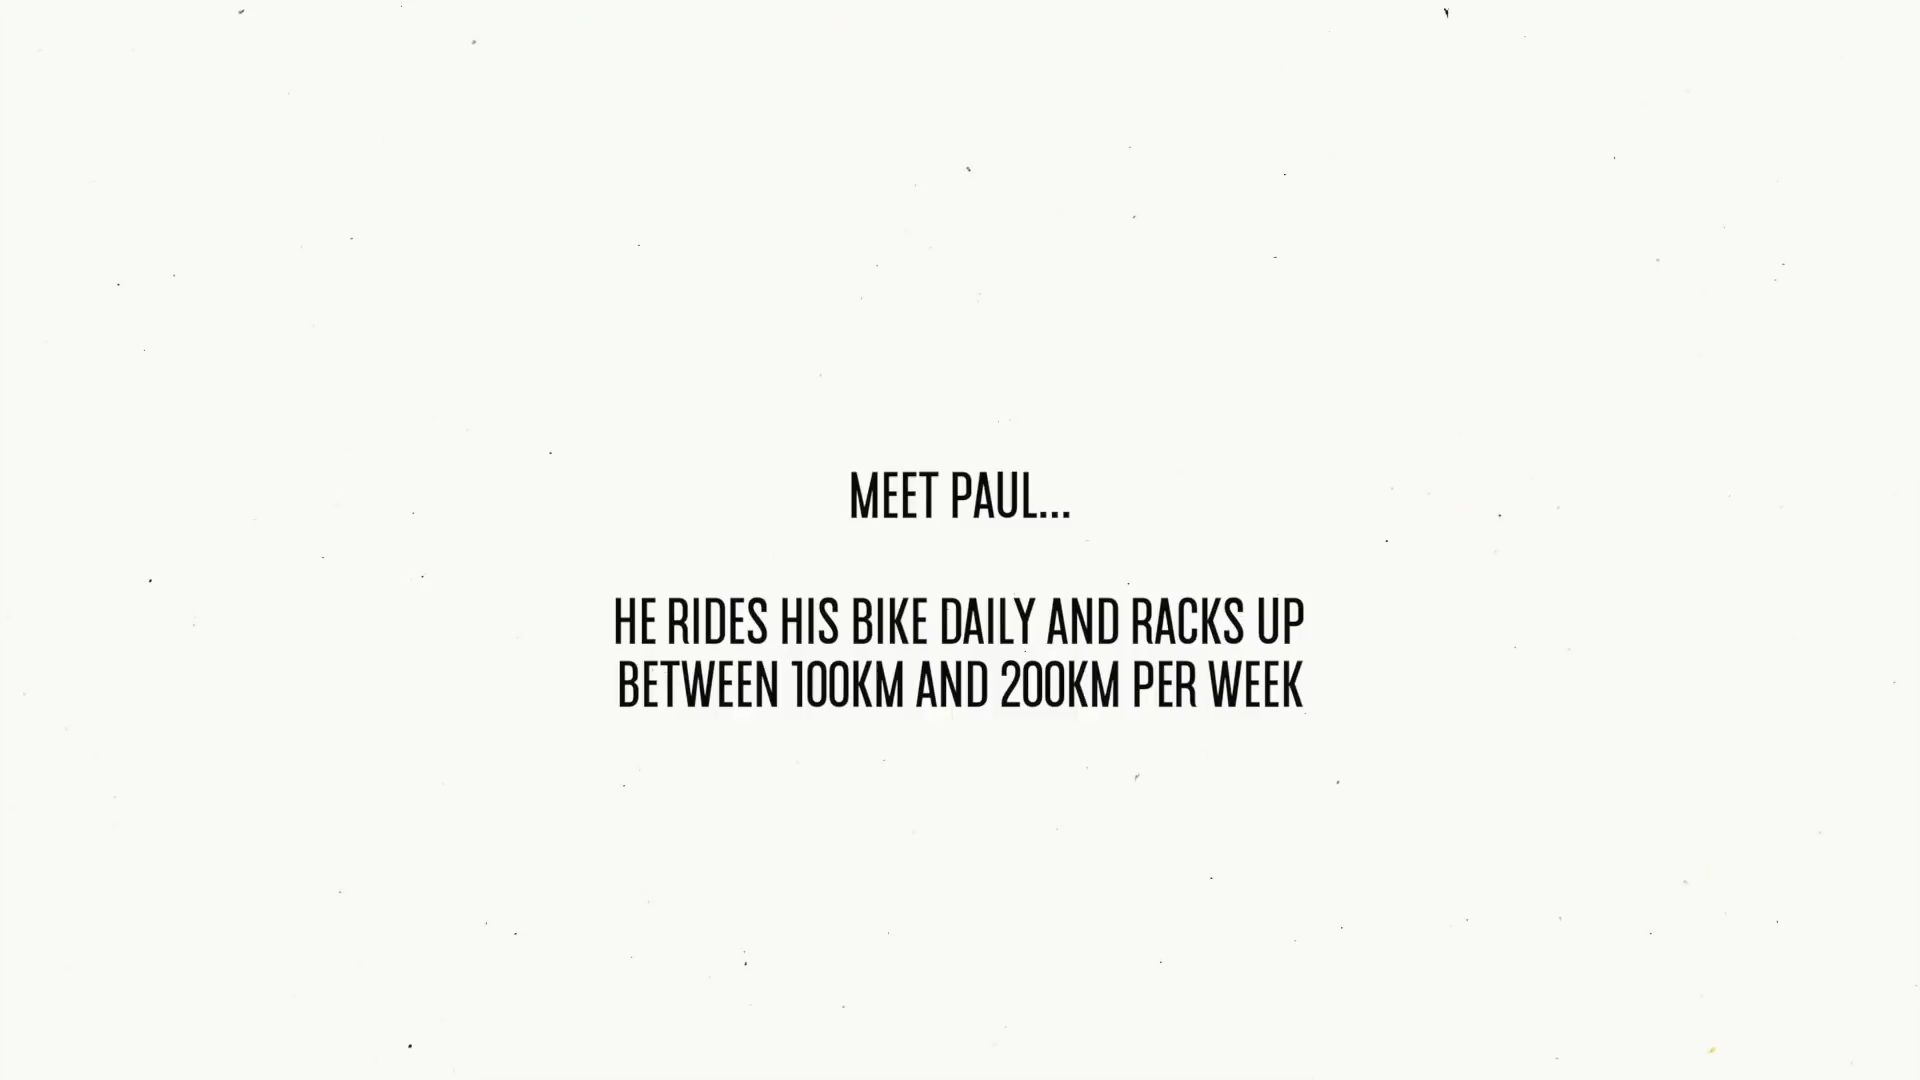 MEET PAUL...
HE RIDES HIS BIKE DAILY AND RACKS UP
BETWEEN 100KM AND 200KM PER WEEK